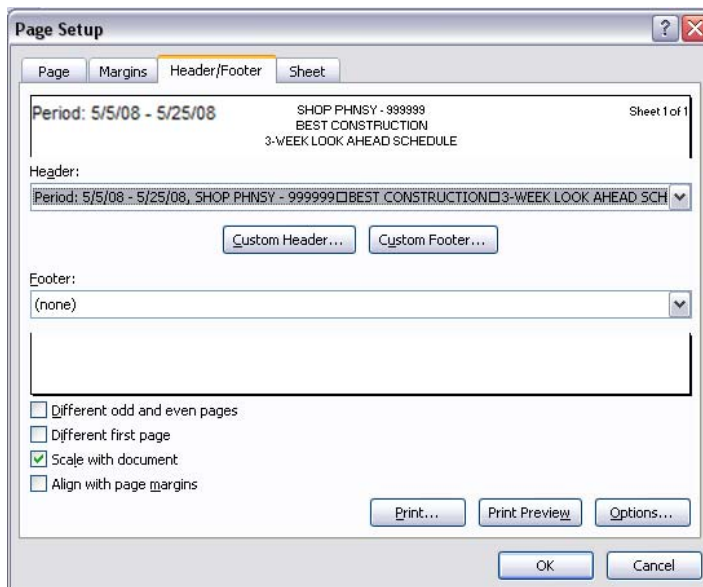 Page Setup
Page Margins Header/Footer Sheet
Period: 5/5/08 - 5/25/08 SHOP PHNSY - 999999 Sheet 1 of 1
BEST CONSTRUCTION
3-WEEK LOOK AHEAD SCHEDULE
Header:
Period: 5/5/08 - 5/25/08, SHOP PHNSY - 999999□BEST CONSTRUCTION□3-WEEK LOOK AHEAD SCH
Custom Header... Custom Footer...
Footer:
(none)
Different odd and even pages
Different first page
Scale with document
Align with page margins
Print... Print Preview Options...
OK Cancel